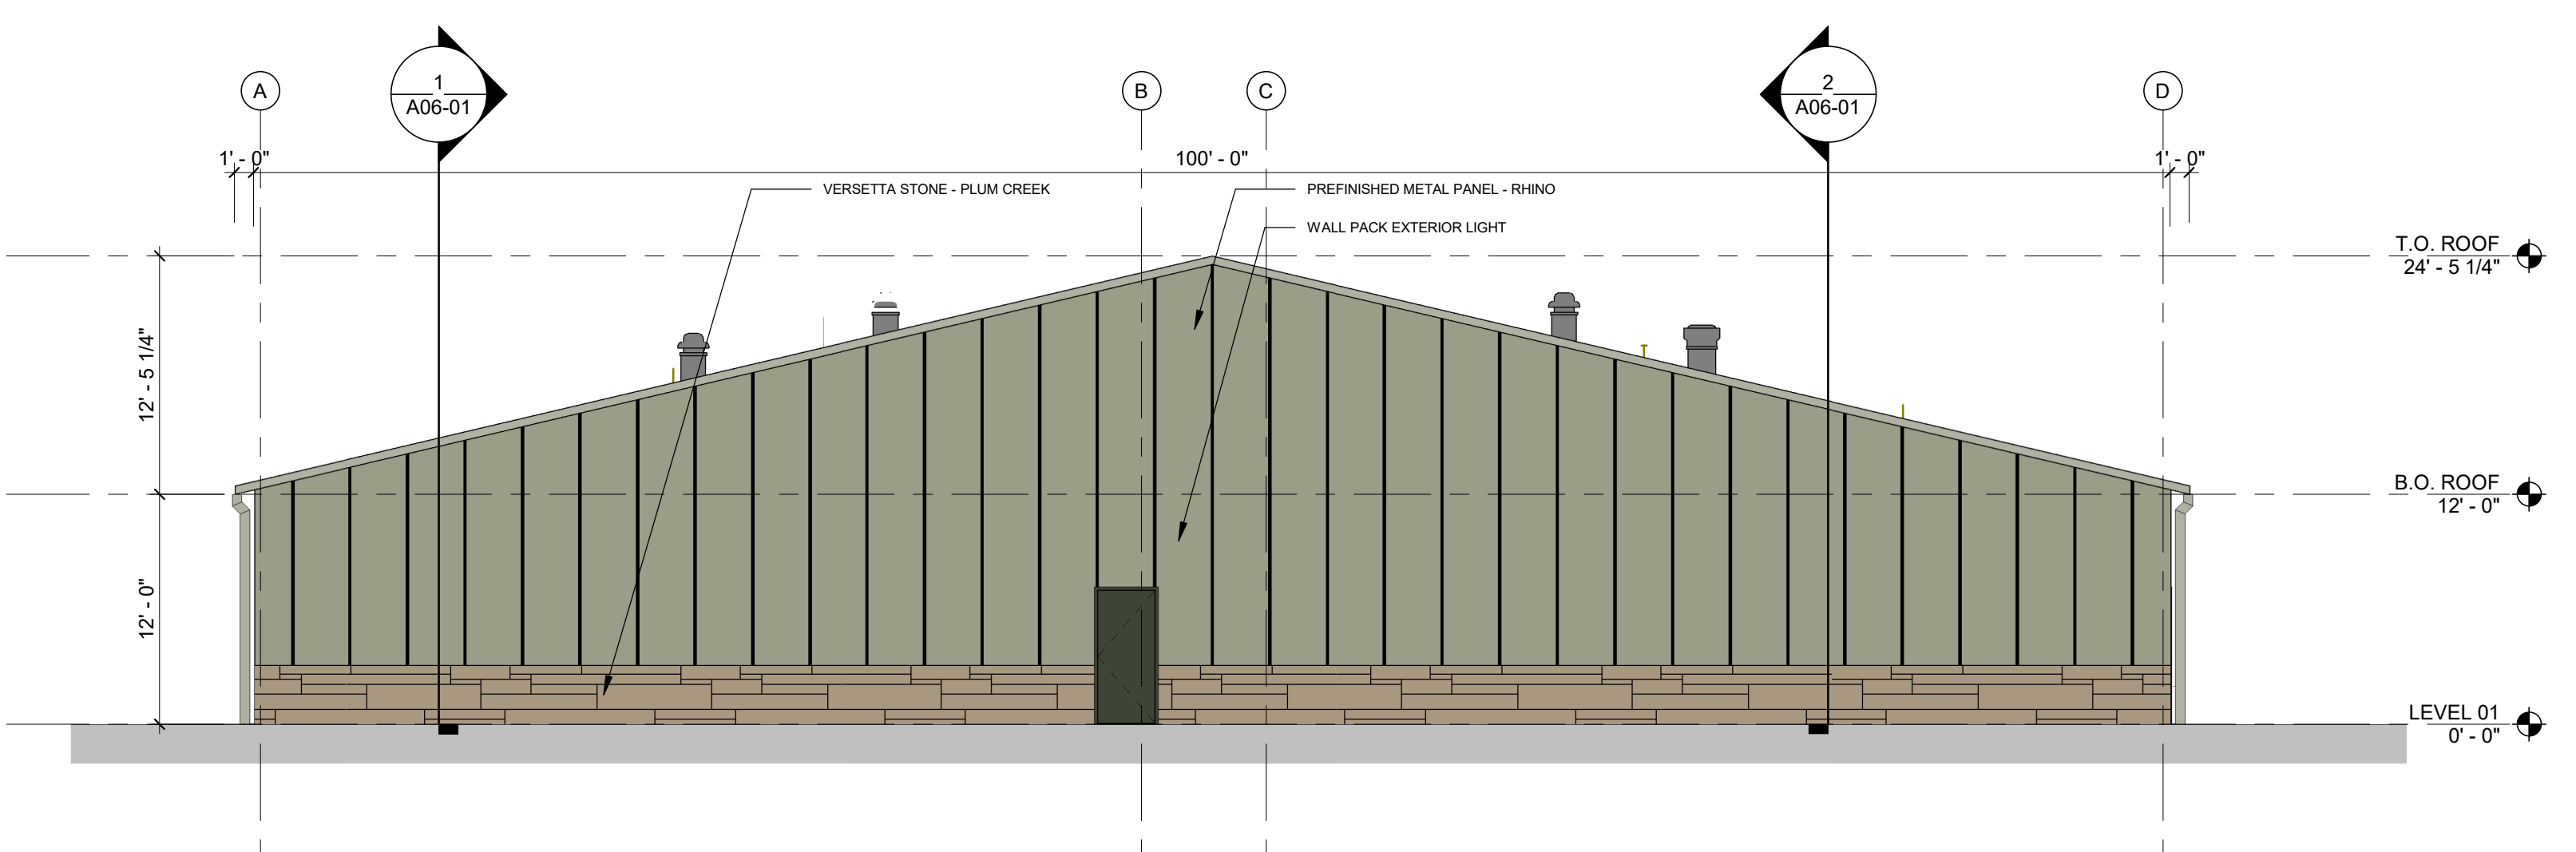 1
A06-01
2
A06-01
A
B
C
D
1' - 0"
100' - 0"
1' - 0"
VERSETTA STONE - PLUM CREEK
PREFINISHED METAL PANEL - RHINO
WALL PACK EXTERIOR LIGHT
T.O. ROOF
24' - 5 1/4"
12' - 5 1/4"
B.O. ROOF
12' - 0"
12' - 0"
LEVEL 01
0' - 0"